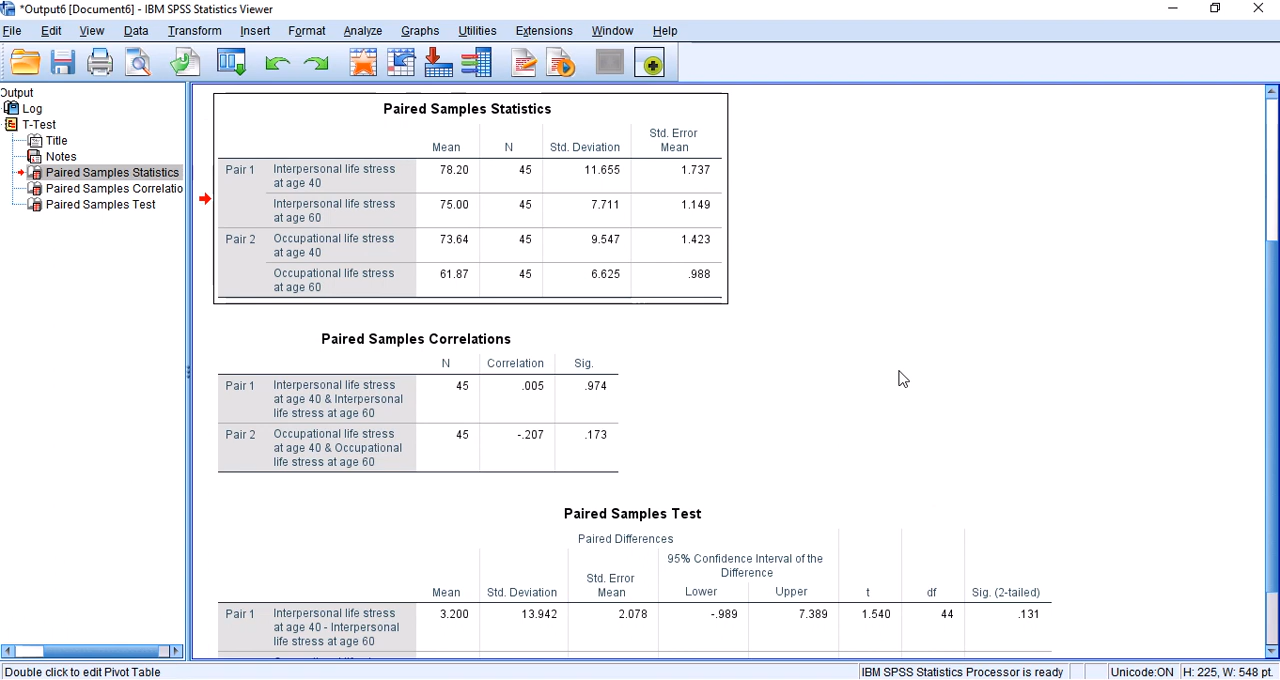 *Output6 [Document6] - IBM SPSS Statistics Viewer
File Edit View Data Transform Insert Format Analyze Graphs Utilities Extensions Window Help
Output
Log
T-Test
Title
Notes
Paired Samples Statistics
Paired Samples Correlatio
Paired Samples Test
Paired Samples Statistics
Mean N Std. Deviation Std. Error Mean
Pair 1 Interpersonal life stress at age 40 78.20 45 11.655 1.737
Interpersonal life stress at age 60 75.00 45 7.711 1.149
Pair 2 Occupational life stress at age 40 73.64 45 9.547 1.423
Occupational life stress at age 60 61.87 45 6.625 .988
Paired Samples Correlations
N Correlation Sig.
Pair 1 Interpersonal life stress at age 40 & Interpersonal life stress at age 60 45 .005 .974
Pair 2 Occupational life stress at age 40 & Occupational life stress at age 60 45 -.207 .173
Paired Samples Test
Paired Differences
95% Confidence Interval of the Difference
Mean Std. Deviation Std. Error Mean Lower Upper t df Sig. (2-tailed)
Pair 1 Interpersonal life stress at age 40 - Interpersonal life stress at age 60 3.200 13.942 2.078 -.989 7.389 1.540 44 .131
Double click to edit Pivot Table
IBM SPSS Statistics Processor is ready
Unicode:ON H: 225, W: 548 pt.